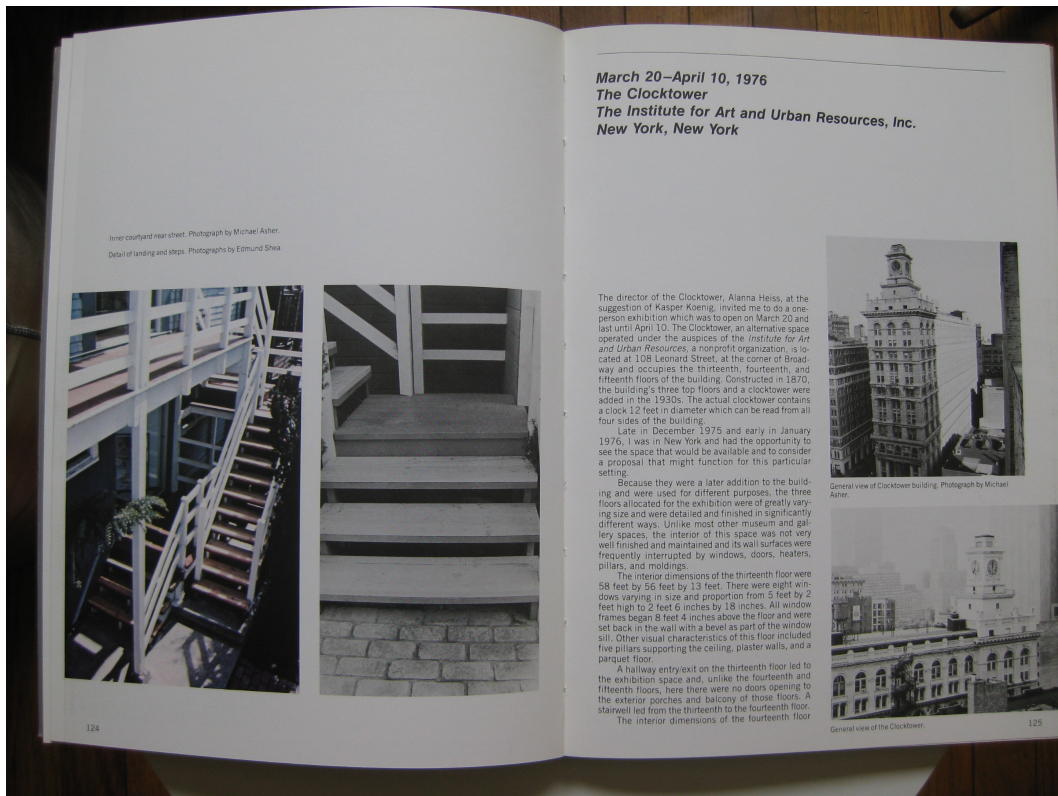 Inner courtyard near street. Photograph by Michael Asher.
Detail of landing and steps. Photographs by Edmund Shea.
124
March 20–April 10, 1976
The Clocktower
The Institute for Art and Urban Resources, Inc.
New York, New York
The director of the Clocktower, Alanna Heiss, at the
suggestion of Kasper Koenig, invited me to do a one-
person exhibition which was to open on March 20 and
last until April 10. The Clocktower, an alternative space
operated under the auspices of the Institute for Art
and Urban Resources, a nonprofit organization, is lo-
cated at 108 Leonard Street, at the corner of Broad-
way and occupies the thirteenth, fourteenth, and
fifteenth floors of the building. Constructed in 1870,
the building's three top floors and a clocktower were
added in the 1930s. The actual clocktower contains
a clock 12 feet in diameter which can be read from all
four sides of the building.
Late in December 1975 and early in January
1976, I was in New York and had the opportunity to
see the space that would be available and to consider
a proposal that might function for this particular
setting.
Because they were a later addition to the build-
ing and were used for different purposes, the three
floors allocated for the exhibition were of greatly vary-
ing size and were detailed and finished in significantly
different ways. Unlike most other museum and gal-
lery spaces, the interior of this space was not very
well finished and maintained and its wall surfaces were
frequently interrupted by windows, doors, heaters,
pillars, and moldings.
The interior dimensions of the thirteenth floor were
58 feet by 56 feet by 13 feet. There were eight win-
dows varying in size and proportion from 5 feet by 2
feet high to 2 feet 6 inches by 18 inches. All window
frames began 8 feet 4 inches above the floor and were
set back in the wall with a bevel as part of the window
sill. Other visual characteristics of this floor included
five pillars supporting the ceiling, plaster walls, and a
parquet floor.
A hallway entry/exit on the thirteenth floor led to
the exhibition space and, unlike the fourteenth and
fifteenth floors, here there were no doors opening to
the exterior porches and balcony of those floors. A
stairwell led from the thirteenth to the fourteenth floor.
The interior dimensions of the fourteenth floor
General view of Clocktower building. Photograph by Michael
Asher.
General view of the Clocktower.
125